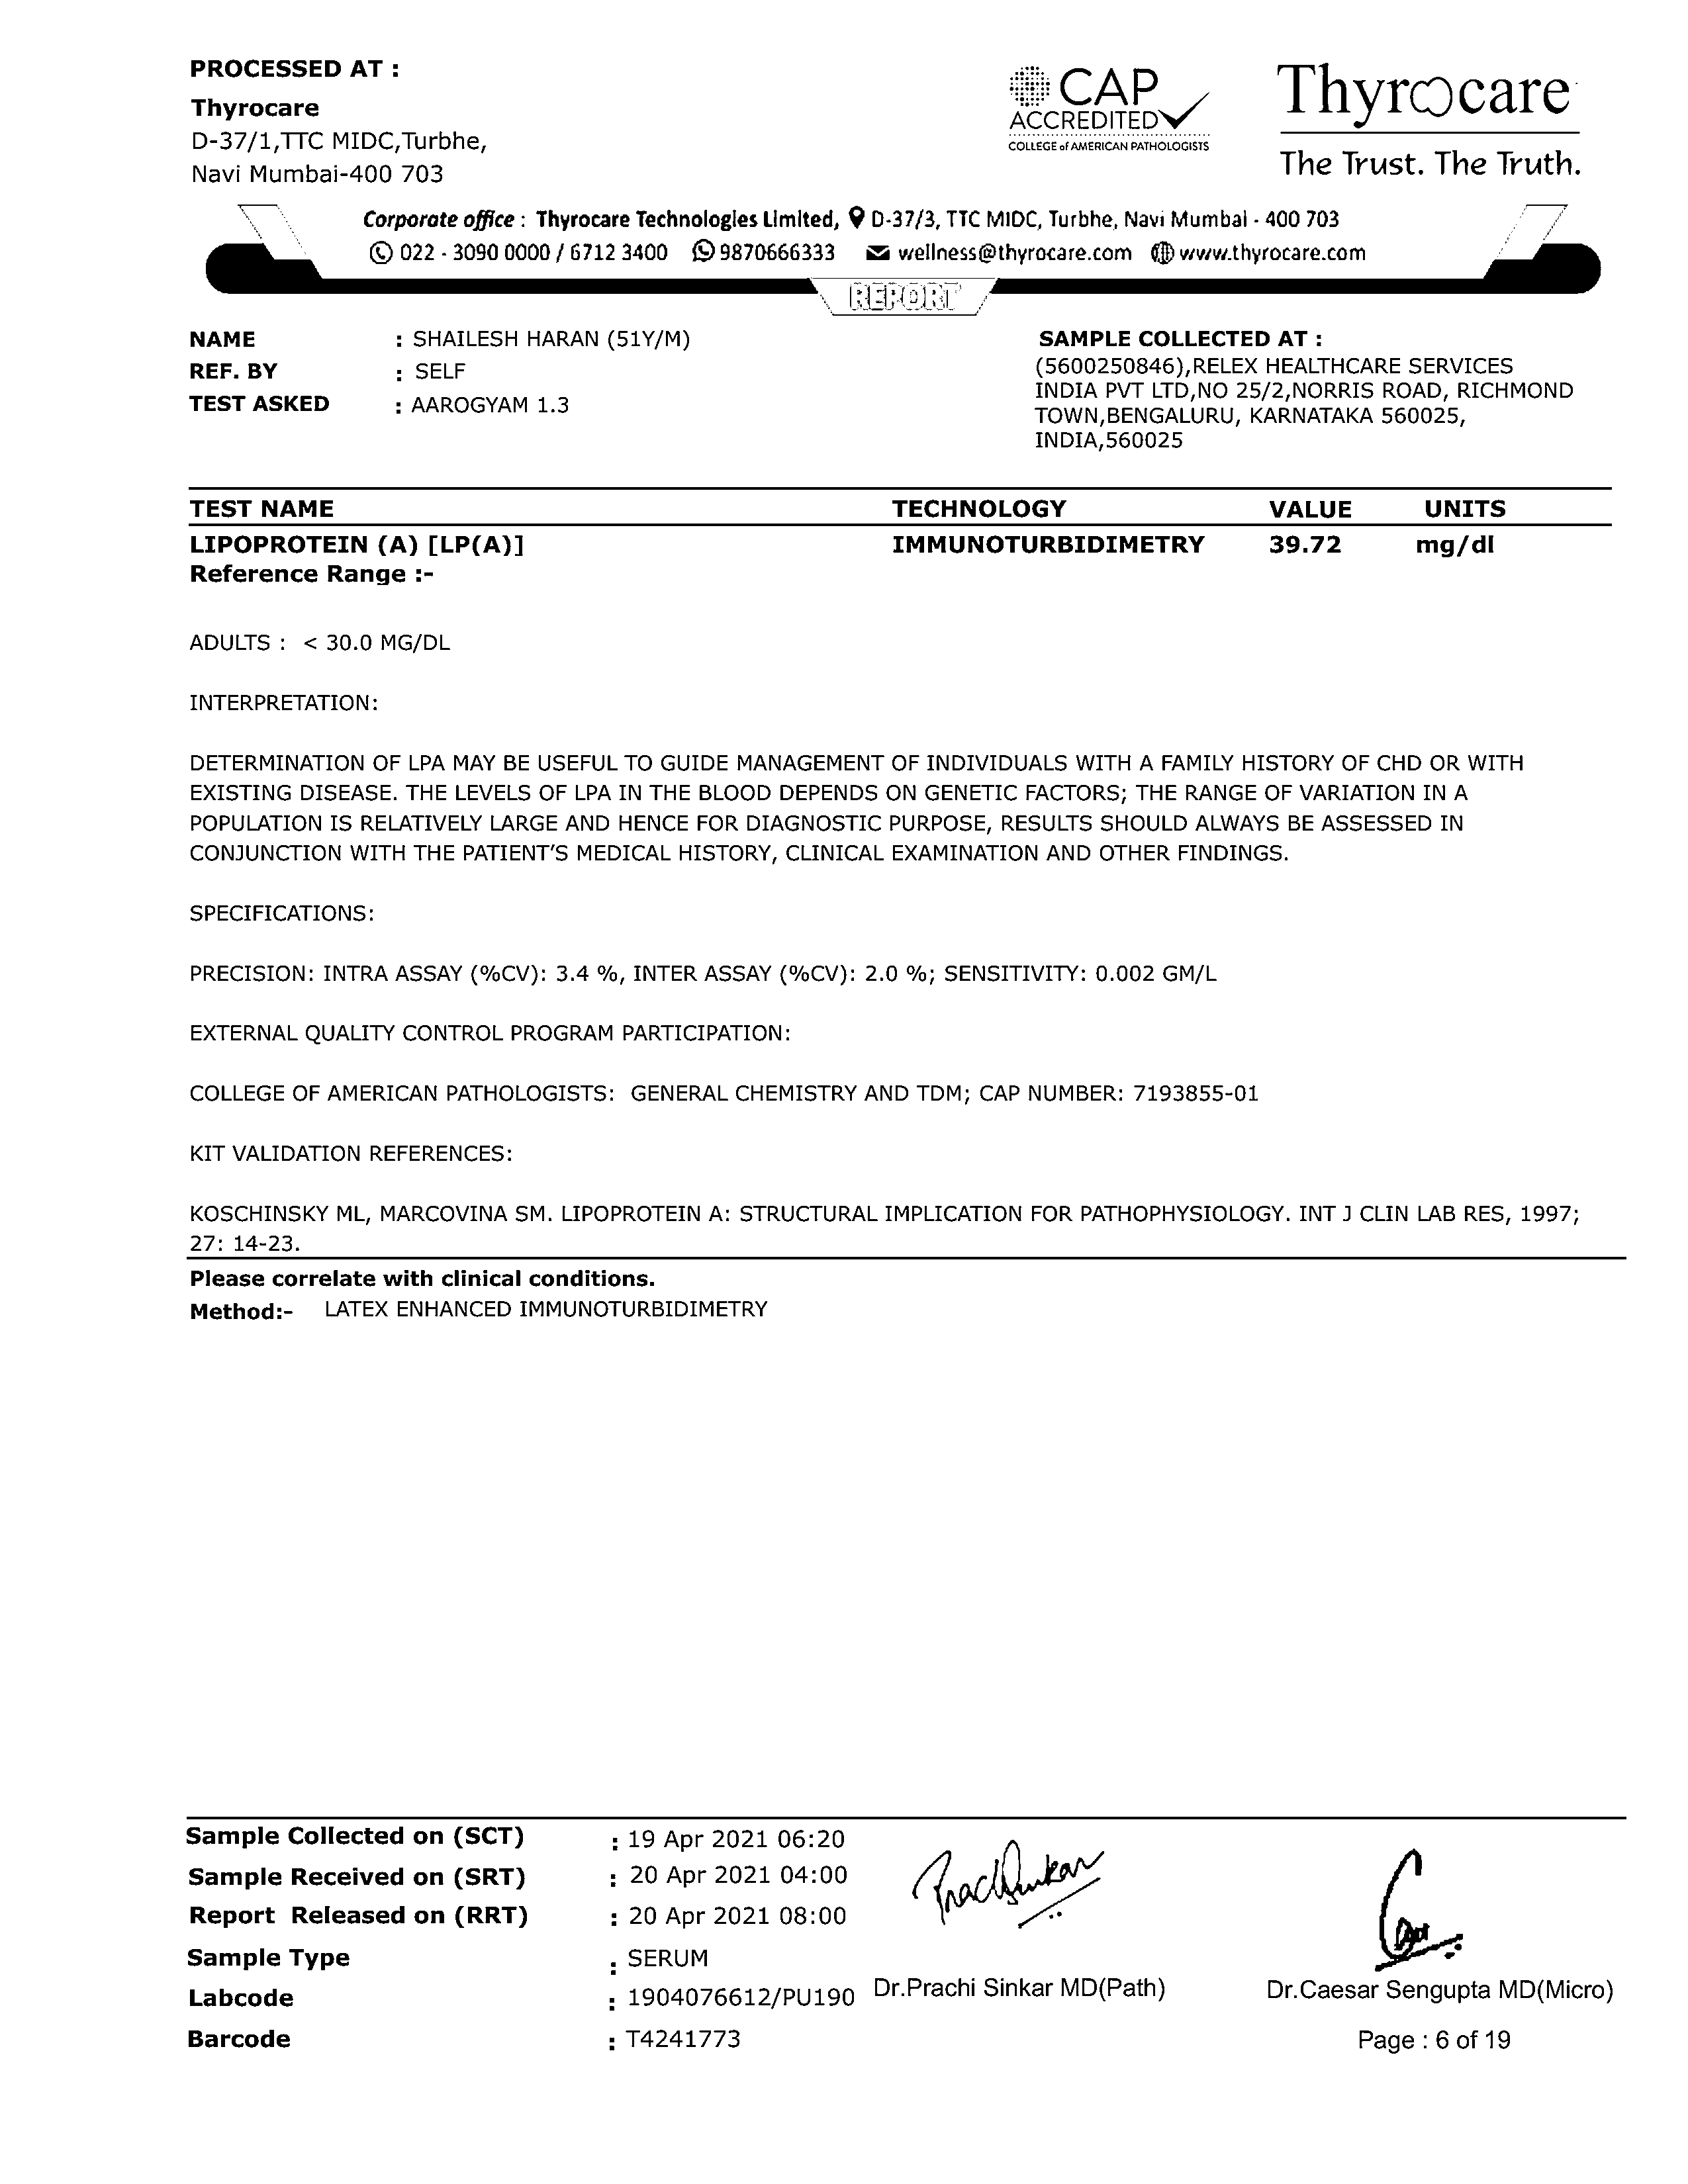 PROCESSED AT :
Thyrocare
D-37/1,TTC MIDC,Turbhe,
Navi Mumbai-400 703
CAP
ACCREDITED
COLLEGE of AMERICAN PATHOLOGISTS
Thyrocare
The Trust. The Truth.
Corporate office : Thyrocare Technologies Limited, D-37/3, TTC MIDC, Turbhe, Navi Mumbai - 400 703
022 - 3090 0000 / 6712 3400 9870666333 wellness@thyrocare.com www.thyrocare.com
REPORT
NAME : SHAILESH HARAN (51Y/M)
REF. BY : SELF
TEST ASKED : AAROGYAM 1.3
SAMPLE COLLECTED AT :
(5600250846),RELEX HEALTHCARE SERVICES
INDIA PVT LTD,NO 25/2,NORRIS ROAD, RICHMOND
TOWN,BENGALURU, KARNATAKA 560025,
INDIA,560025
TEST NAME TECHNOLOGY VALUE UNITS
LIPOPROTEIN (A) [LP(A)] IMMUNOTURBIDIMETRY 39.72 mg/dl
Reference Range :-
ADULTS : < 30.0 MG/DL
INTERPRETATION:
DETERMINATION OF LPA MAY BE USEFUL TO GUIDE MANAGEMENT OF INDIVIDUALS WITH A FAMILY HISTORY OF CHD OR WITH
EXISTING DISEASE. THE LEVELS OF LPA IN THE BLOOD DEPENDS ON GENETIC FACTORS; THE RANGE OF VARIATION IN A
POPULATION IS RELATIVELY LARGE AND HENCE FOR DIAGNOSTIC PURPOSE, RESULTS SHOULD ALWAYS BE ASSESSED IN
CONJUNCTION WITH THE PATIENT'S MEDICAL HISTORY, CLINICAL EXAMINATION AND OTHER FINDINGS.
SPECIFICATIONS:
PRECISION: INTRA ASSAY (%CV): 3.4 %, INTER ASSAY (%CV): 2.0 %; SENSITIVITY: 0.002 GM/L
EXTERNAL QUALITY CONTROL PROGRAM PARTICIPATION:
COLLEGE OF AMERICAN PATHOLOGISTS: GENERAL CHEMISTRY AND TDM; CAP NUMBER: 7193855-01
KIT VALIDATION REFERENCES:
KOSCHINSKY ML, MARCOVINA SM. LIPOPROTEIN A: STRUCTURAL IMPLICATION FOR PATHOPHYSIOLOGY. INT J CLIN LAB RES, 1997;
27: 14-23.
Please correlate with clinical conditions.
Method:- LATEX ENHANCED IMMUNOTURBIDIMETRY
Sample Collected on (SCT) : 19 Apr 2021 06:20
Sample Received on (SRT) : 20 Apr 2021 04:00
Report Released on (RRT) : 20 Apr 2021 08:00
Sample Type : SERUM
Labcode : 1904076612/PU190 Dr.Prachi Sinkar MD(Path) Dr.Caesar Sengupta MD(Micro)
Barcode : T4241773
Page : 6 of 19